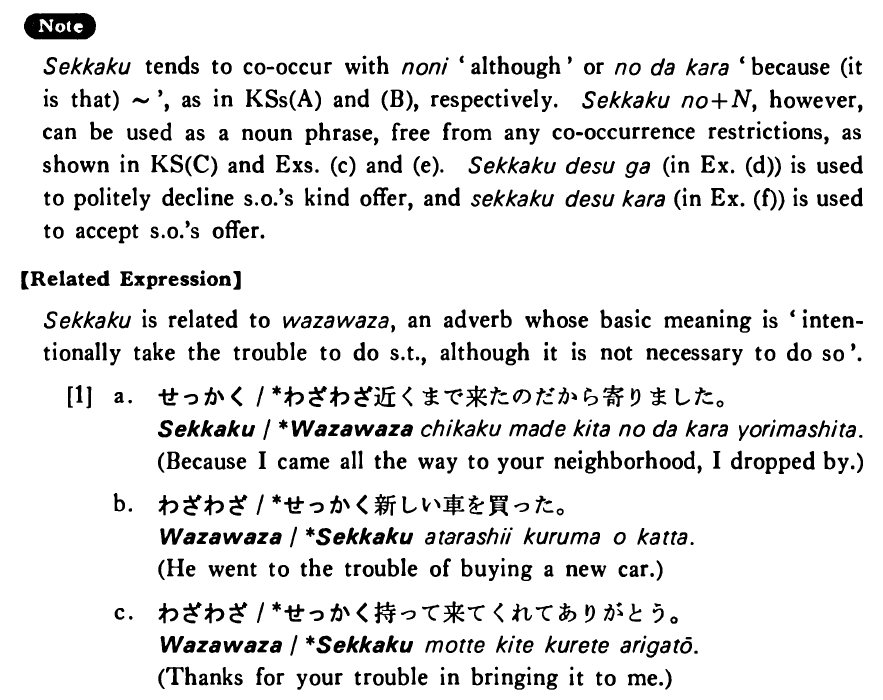 Note
Sekkaku tends to co-occur with noni ‘although’ or no da kara ‘because (it
is that) ~’, as in KSs(A) and (B), respectively. Sekkaku no+N, however,
can be used as a noun phrase, free from any co-occurrence restrictions, as
shown in KS(C) and Exs. (c) and (e). Sekkaku desu ga (in Ex. (d)) is used
to politely decline s.o.'s kind offer, and sekkaku desu kara (in Ex. (f)) is used
to accept s.o.'s offer.
【Related Expression】
Sekkaku is related to wazawaza, an adverb whose basic meaning is ‘inten-
tionally take the trouble to do s.t., although it is not necessary to do so’.
[1] a. せっかく / *わざわざ近くまで来たのだから寄りました。
Sekkaku / *Wazawaza chikaku made kita no da kara yorimashita.
(Because I came all the way to your neighborhood, I dropped by.)
b. わざわざ / *せっかく新しい車を買った。
Wazawaza / *Sekkaku atarashii kuruma o katta.
(He went to the trouble of buying a new car.)
c. わざわざ / *せっかく持って来てくれてありがとう。
Wazawaza / *Sekkaku motte kite kurete arigatō.
(Thanks for your trouble in bringing it to me.)